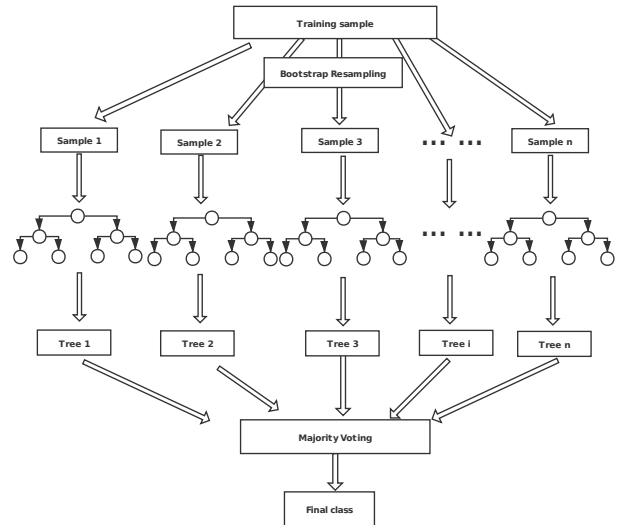 Training sample
Bootstrap Resampling
Sample 1
Sample 2
Sample 3
... ...
Sample n
... ...
Tree 1
Tree 2
Tree 3
Tree i
Tree n
Majority Voting
Final class